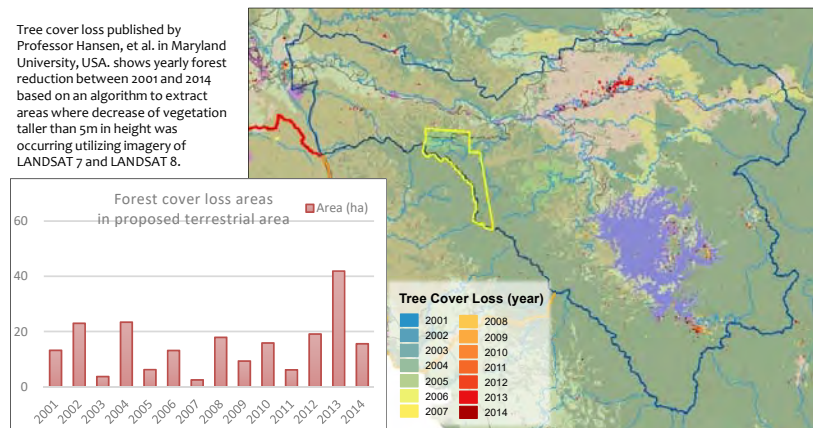 Tree cover loss published by
Professor Hansen, et al. in Maryland
University, USA. shows yearly forest
reduction between 2001 and 2014
based on an algorithm to extract
areas where decrease of vegetation
taller than 5m in height was
occurring utilizing imagery of
LANDSAT 7 and LANDSAT 8.
Forest cover loss areas
in proposed terrestrial area
Area (ha)
60
40
20
0
2001 2002 2003 2004 2005 2006 2007 2008 2009 2010 2011 2012 2013 2014
Tree Cover Loss (year)
2001
2002
2003
2004
2005
2006
2007
2008
2009
2010
2011
2012
2013
2014